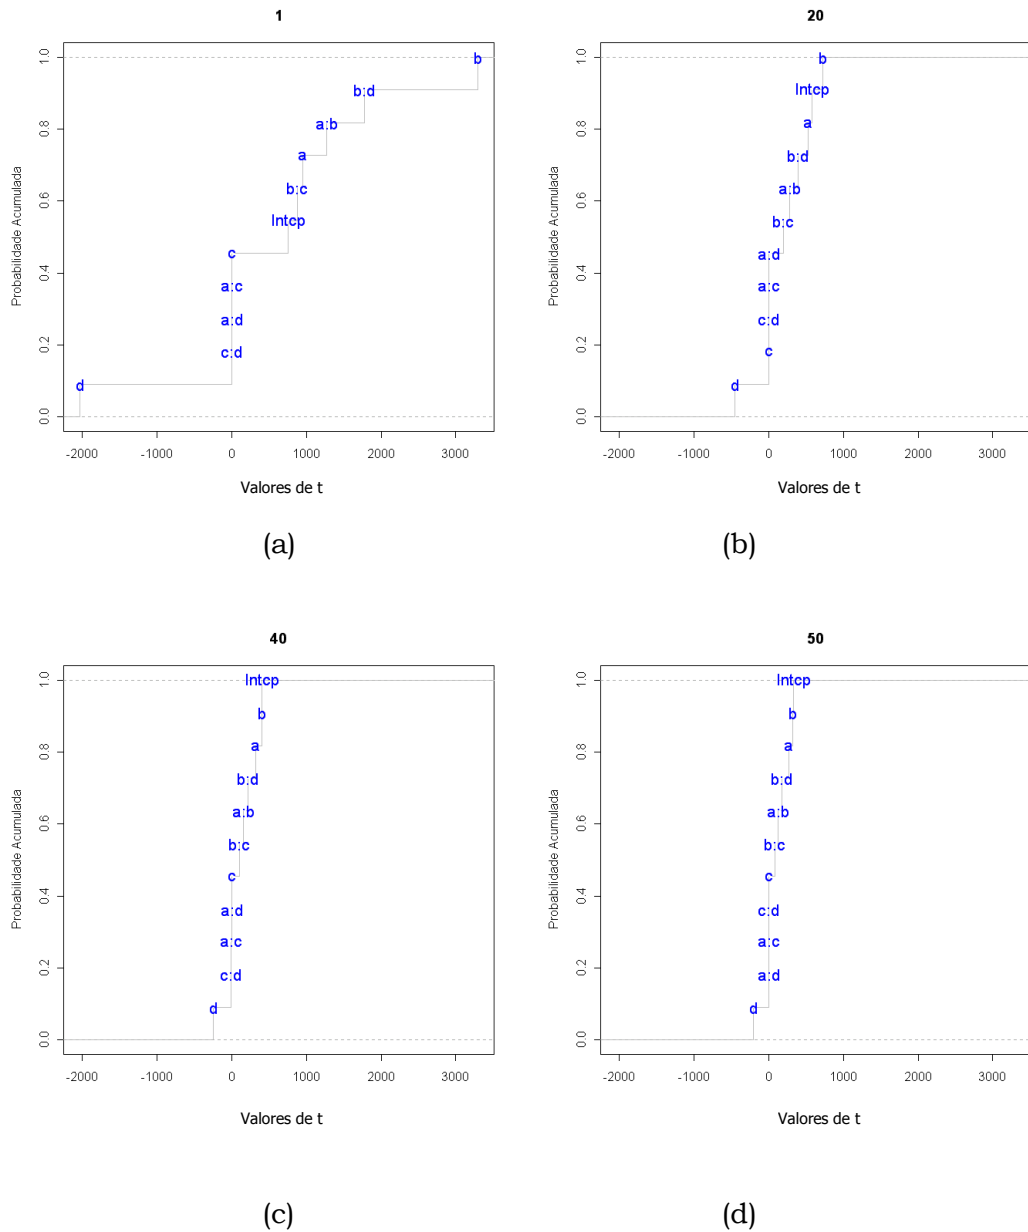 1
Probabilidade Acumulada
1.0
0.8
0.6
0.4
0.2
0.0
b
b:d
a:b
a
b:c
Intcp
c
a:c
a:d
c:d
d
-2000 -1000 0 1000 2000 3000
Valores de t
(a)
20
Probabilidade Acumulada
1.0
0.8
0.6
0.4
0.2
0.0
b
Intcp
a
b:d
a:b
b:c
a:d
a:c
c:d
c
d
-2000 -1000 0 1000 2000 3000
Valores de t
(b)
40
Probabilidade Acumulada
1.0
0.8
0.6
0.4
0.2
0.0
Intcp
b
a
b:d
a:b
b:c
c
a:d
a:c
c:d
d
-2000 -1000 0 1000 2000 3000
Valores de t
(c)
50
Probabilidade Acumulada
1.0
0.8
0.6
0.4
0.2
0.0
Intcp
b
a
b:d
a:b
b:c
c
c:d
a:c
a:d
d
-2000 -1000 0 1000 2000 3000
Valores de t
(d)